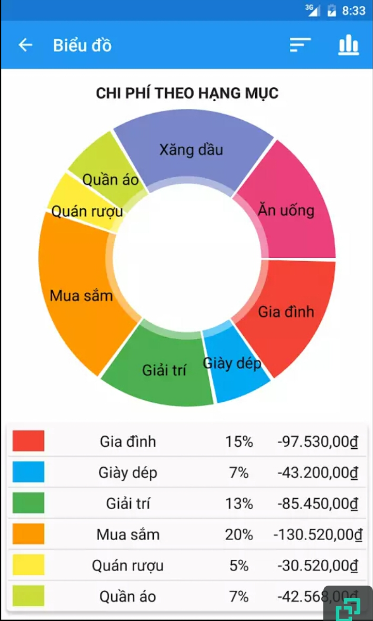 3G 8:33
Biểu đồ
CHI PHÍ THEO HẠNG MỤC
Xăng dầu
Quần áo
Ăn uống
Quán rượu
Mua sắm
Gia đình
Giày dép
Giải trí
Gia đình 15% -97.530,00₫
Giày dép 7% -43.200,00₫
Giải trí 13% -85.450,00₫
Mua sắm 20% -130.520,00₫
Quán rượu 5% -30.520,00₫
Quần áo 7% -42.568,00₫